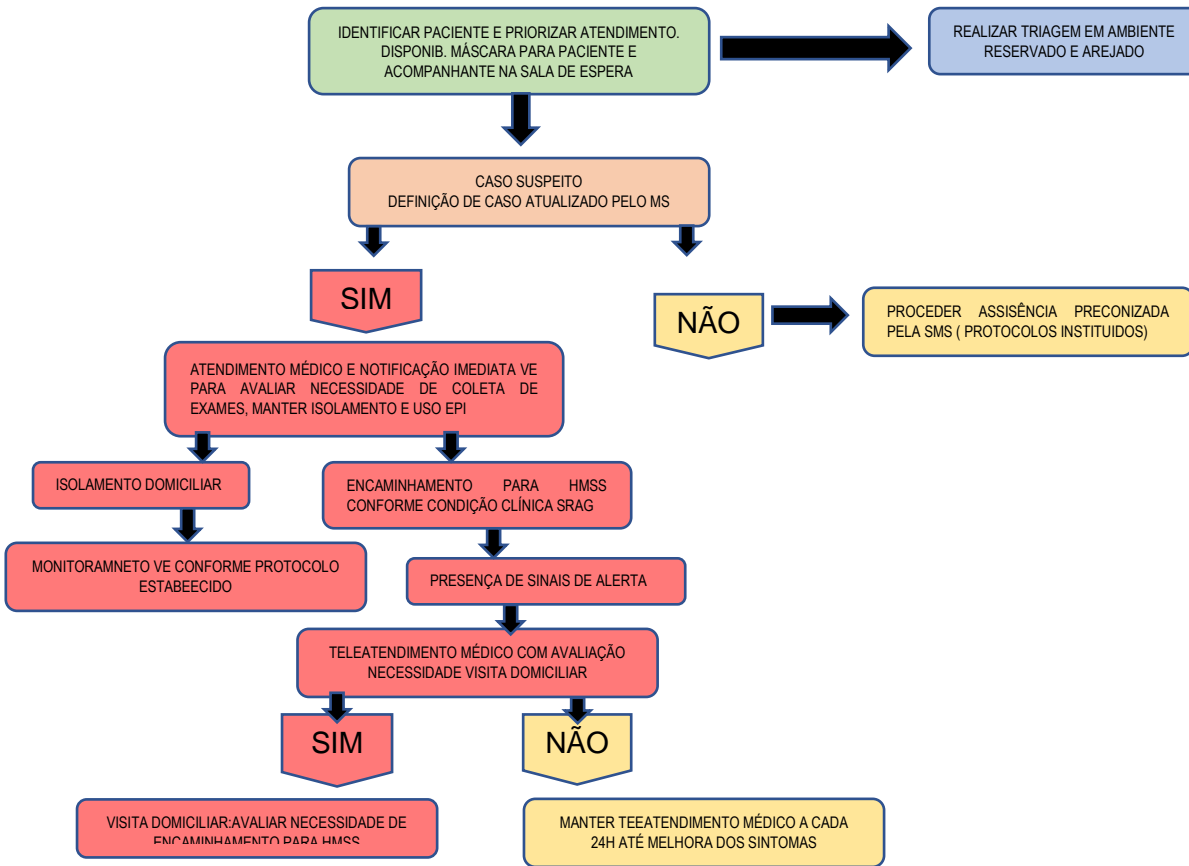 IDENTIFICAR PACIENTE E PRIORIZAR ATENDIMENTO.
DISPONIB. MÁSCARA PARA PACIENTE E
ACOMPANHANTE NA SALA DE ESPERA
REALIZAR TRIAGEM EM AMBIENTE
RESERVADO E AREJADO
CASO SUSPEITO
DEFINIÇÃO DE CASO ATUALIZADO PELO MS
SIM
NÃO
PROCEDER ASSISÊNCIA PRECONIZADA
PELA SMS ( PROTOCOLOS INSTITUIDOS)
ATENDIMENTO MÉDICO E NOTIFICAÇÃO IMEDIATA VE
PARA AVALIAR NECESSIDADE DE COLETA DE
EXAMES, MANTER ISOLAMENTO E USO EPI
ISOLAMENTO DOMICILIAR
ENCAMINHAMENTO PARA HMSS
CONFORME CONDIÇÃO CLÍNICA SRAG
MONITORAMNETO VE CONFORME PROTOCOLO
ESTABEECIDO
PRESENÇA DE SINAIS DE ALERTA
TELEATENDIMENTO MÉDICO COM AVALIAÇÃO
NECESSIDADE VISITA DOMICILIAR
SIM
NÃO
VISITA DOMICILIAR:AVALIAR NECESSIDADE DE
ENCAMINHAMENTO PARA HMSS
MANTER TEEATENDIMENTO MÉDICO A CADA
24H ATÉ MELHORA DOS SINTOMAS